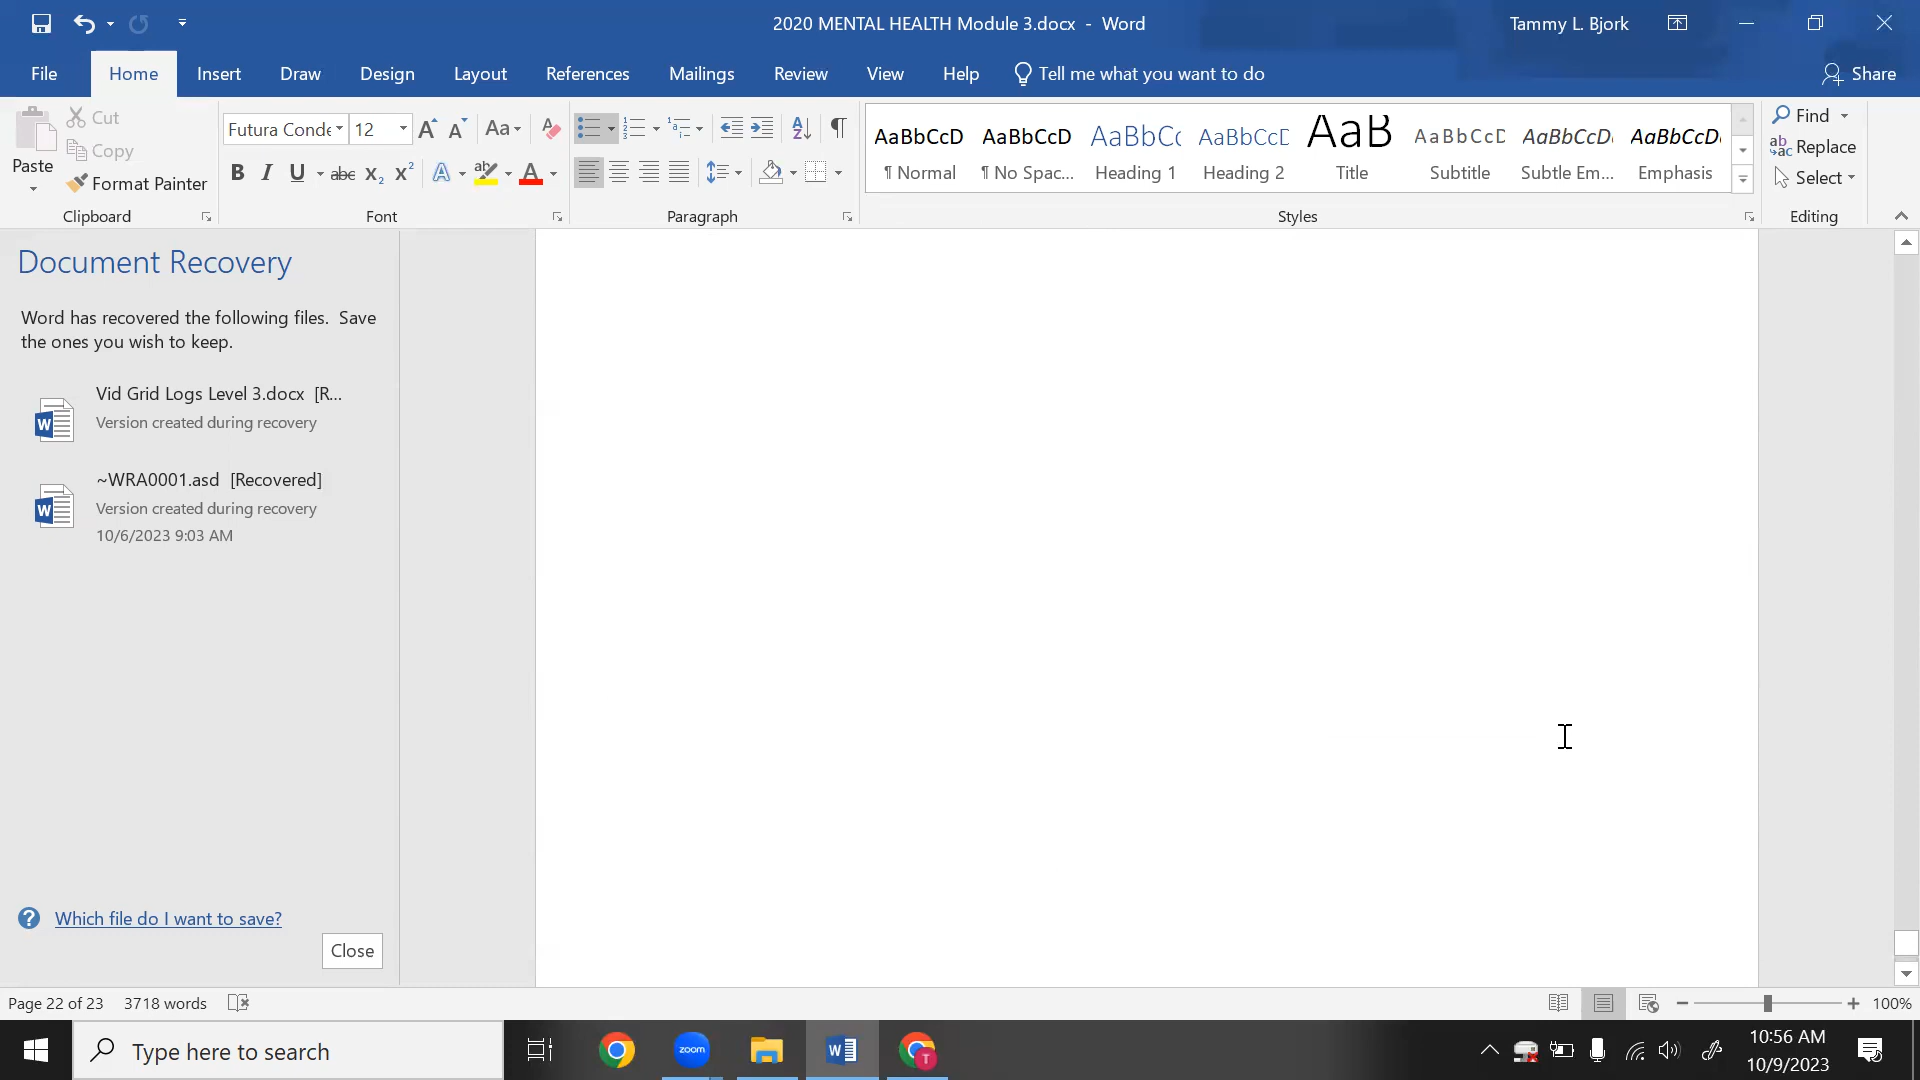 2020 MENTAL HEALTH Module 3.docx - Word
Tammy L. Bjork
File Home Insert Draw Design Layout References Mailings Review View Help Tell me what you want to do Share
Paste
Cut
Copy
Format Painter
Clipboard
Futura Conde 12
Aa
B I U abc X₂ X² A ab A
Font
Paragraph
AaBbCcD AaBbCcD AaBbCc AaBbCcD AaB AaBbCcD AaBbCcD AaBbCcD
¶ Normal ¶ No Spac... Heading 1 Heading 2 Title Subtitle Subtle Em... Emphasis
Styles
Find
Replace
Select
Editing
Document Recovery
Word has recovered the following files. Save
the ones you wish to keep.
Vid Grid Logs Level 3.docx [R...
Version created during recovery
~WRA0001.asd [Recovered]
Version created during recovery
10/6/2023 9:03 AM
Which file do I want to save?
Close
Page 22 of 23 3718 words
100%
Type here to search
zoom
W
T
10:56 AM
10/9/2023